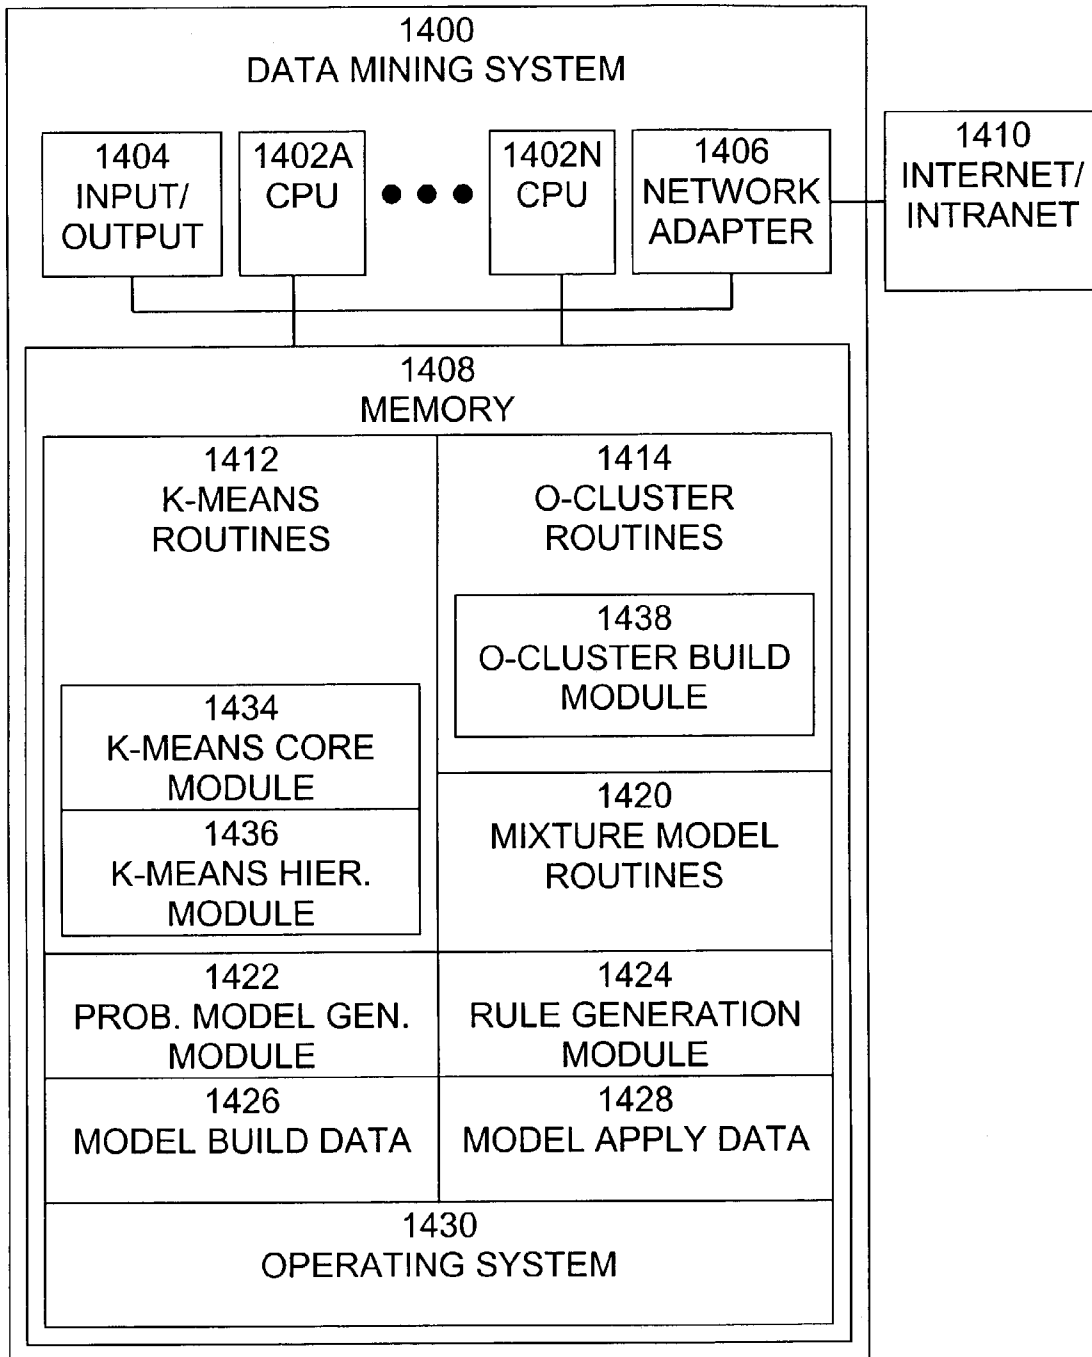 1400
DATA MINING SYSTEM
1404
INPUT/
OUTPUT
1402A
CPU
1402N
CPU
1406
NETWORK
ADAPTER
1410
INTERNET/
INTRANET
1408
MEMORY
1412
K-MEANS
ROUTINES
1434
K-MEANS CORE
MODULE
1436
K-MEANS HIER.
MODULE
1414
O-CLUSTER
ROUTINES
1438
O-CLUSTER BUILD
MODULE
1420
MIXTURE MODEL
ROUTINES
1422
PROB. MODEL GEN.
MODULE
1424
RULE GENERATION
MODULE
1426
MODEL BUILD DATA
1428
MODEL APPLY DATA
1430
OPERATING SYSTEM